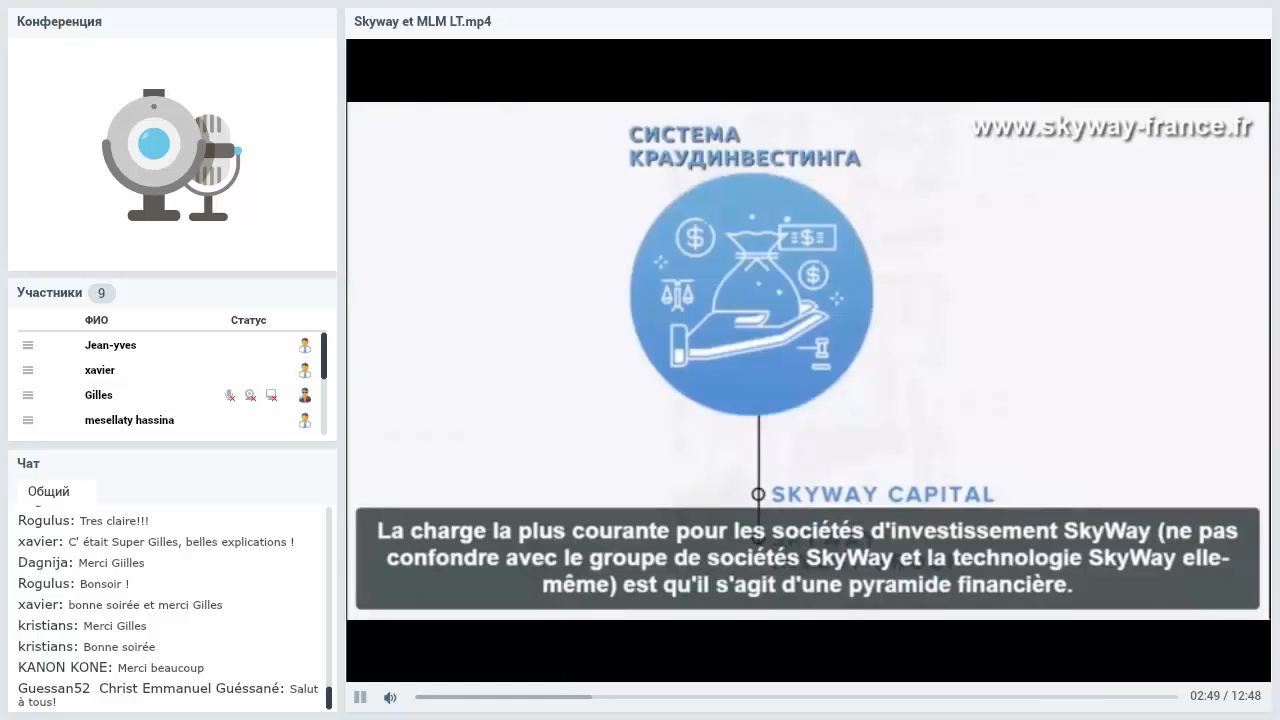 Конференция
Участники 9
ФИО Статус
Jean-yves
xavier
Gilles
mesellaty hassina
Чат
Общий
Rogulus: Tres claire!!!
xavier: C' était Super Gilles, belles explications !
Dagnija: Merci Giilles
Rogulus: Bonsoir !
xavier: bonne soirée et merci Gilles
kristians: Merci Gilles
kristians: Bonne soirée
KANON KONE: Merci beaucoup
Guessan52 Christ Emmanuel Guéssané: Salut
à tous!
Skyway et MLM LT.mp4
www.skyway-france.fr
СИСТЕМА
КРАУДИНВЕСТИНГА
SKYWAY CAPITAL
La charge la plus courante pour les sociétés d'investissement SkyWay (ne pas
confondre avec le groupe de sociétés SkyWay et la technologie SkyWay elle-
même) est qu'il s'agit d'une pyramide financière.
02:49 / 12:48